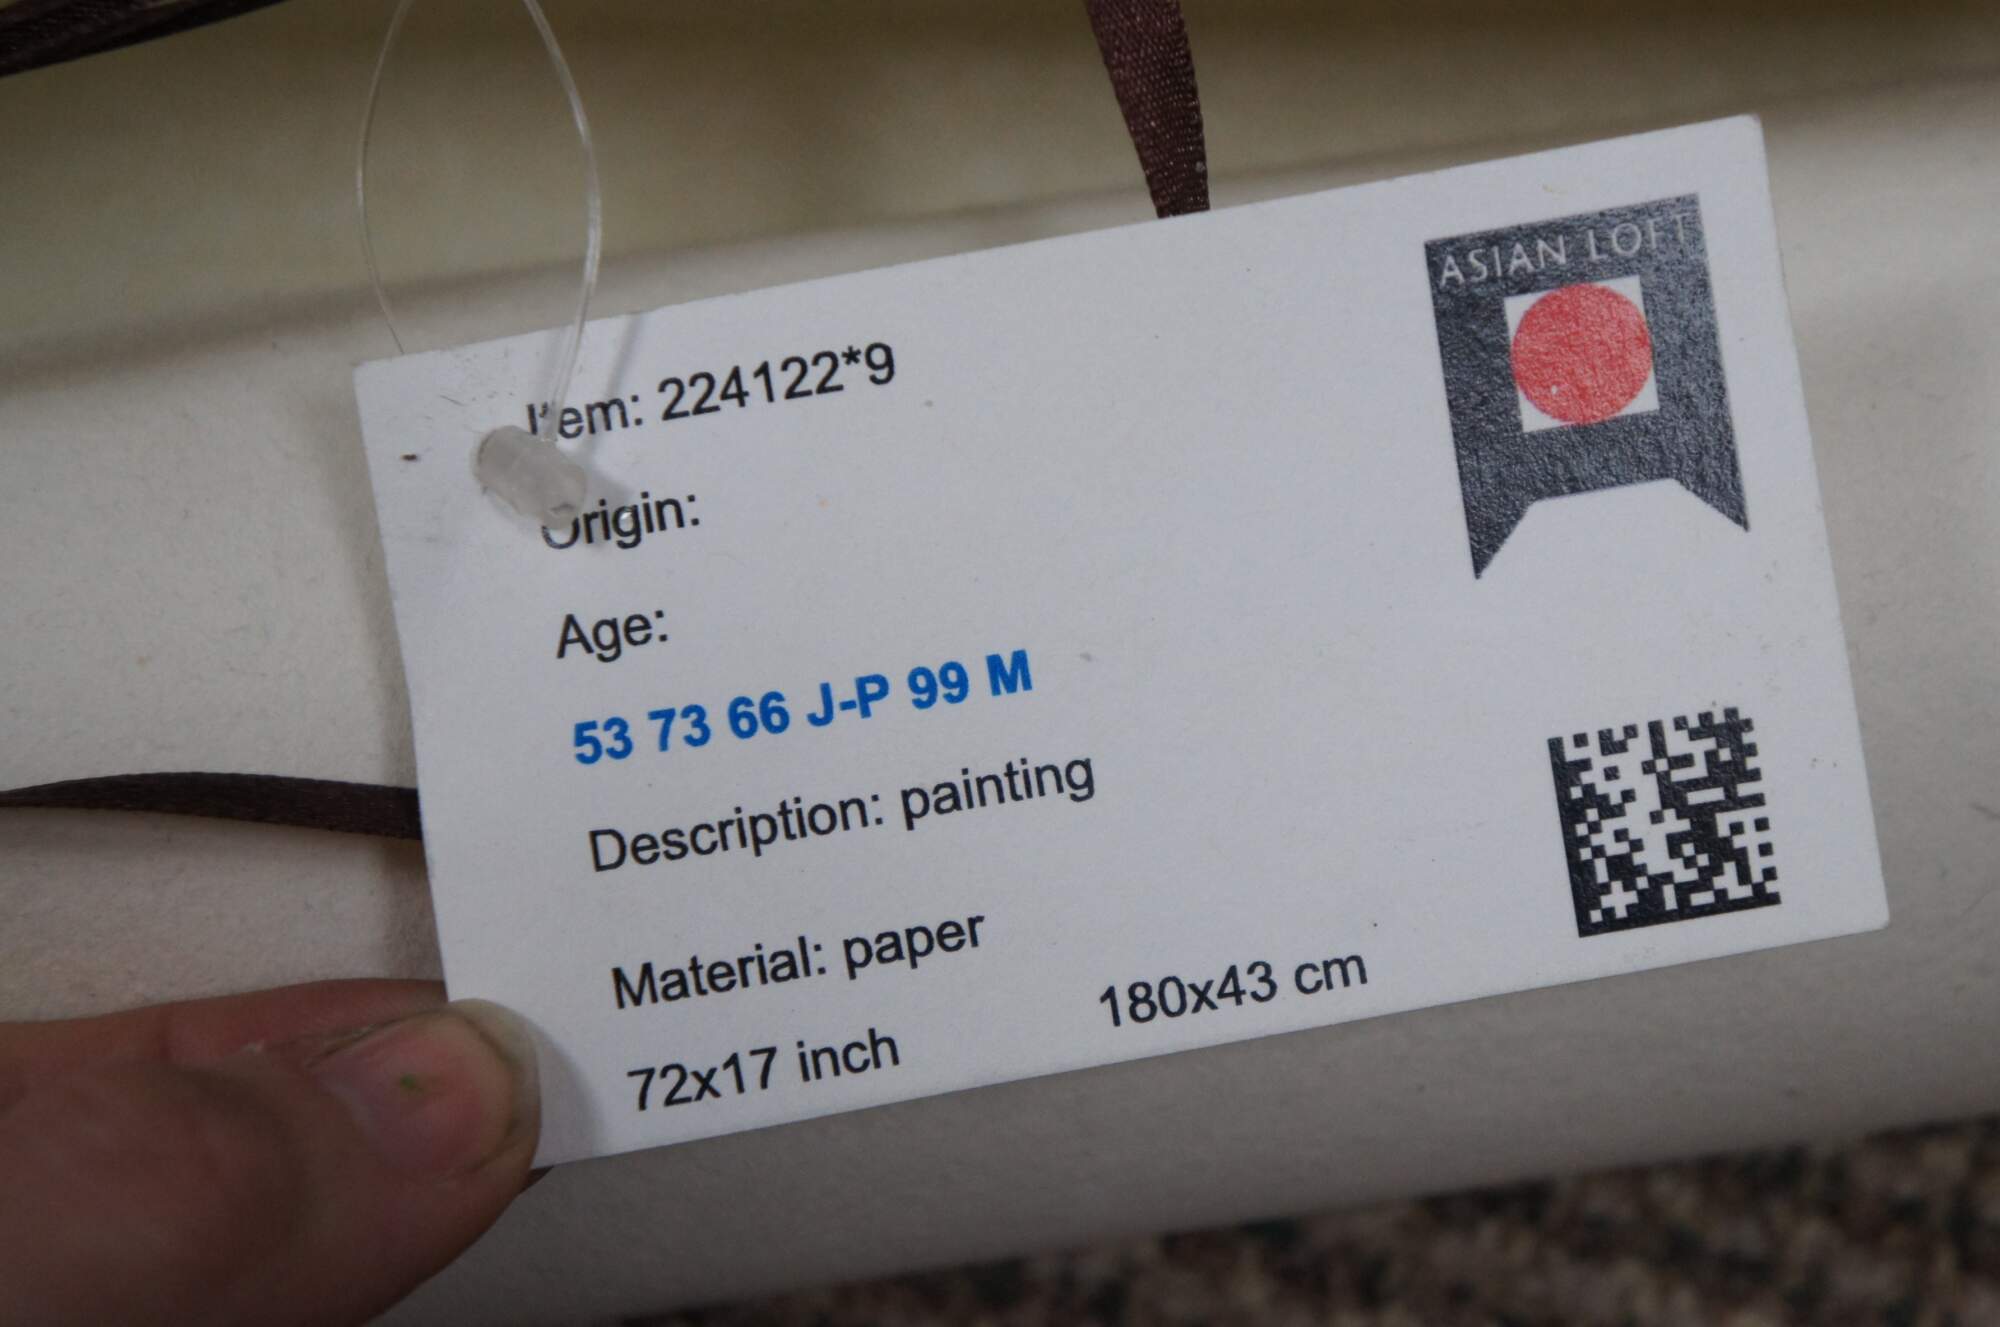 ASIAN LOFT
Item: 224122*9
Origin:
Age:
53 73 66 J-P 99 M
Description: painting
Material: paper
72x17 inch 180x43 cm